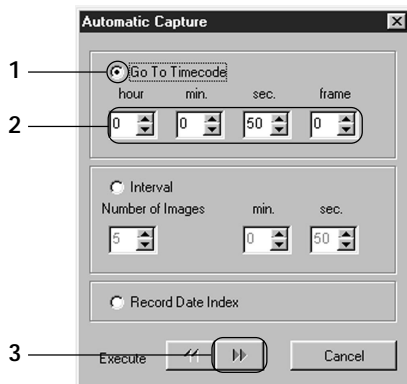 Automatic Capture
1 Go To Timecode
hour min. sec. frame
2 0 0 50 0
Interval
Number of Images min. sec.
5 0 50
Record Date Index
3 Execute Cancel